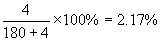 4
180 + 4 ×100% = 2.17%